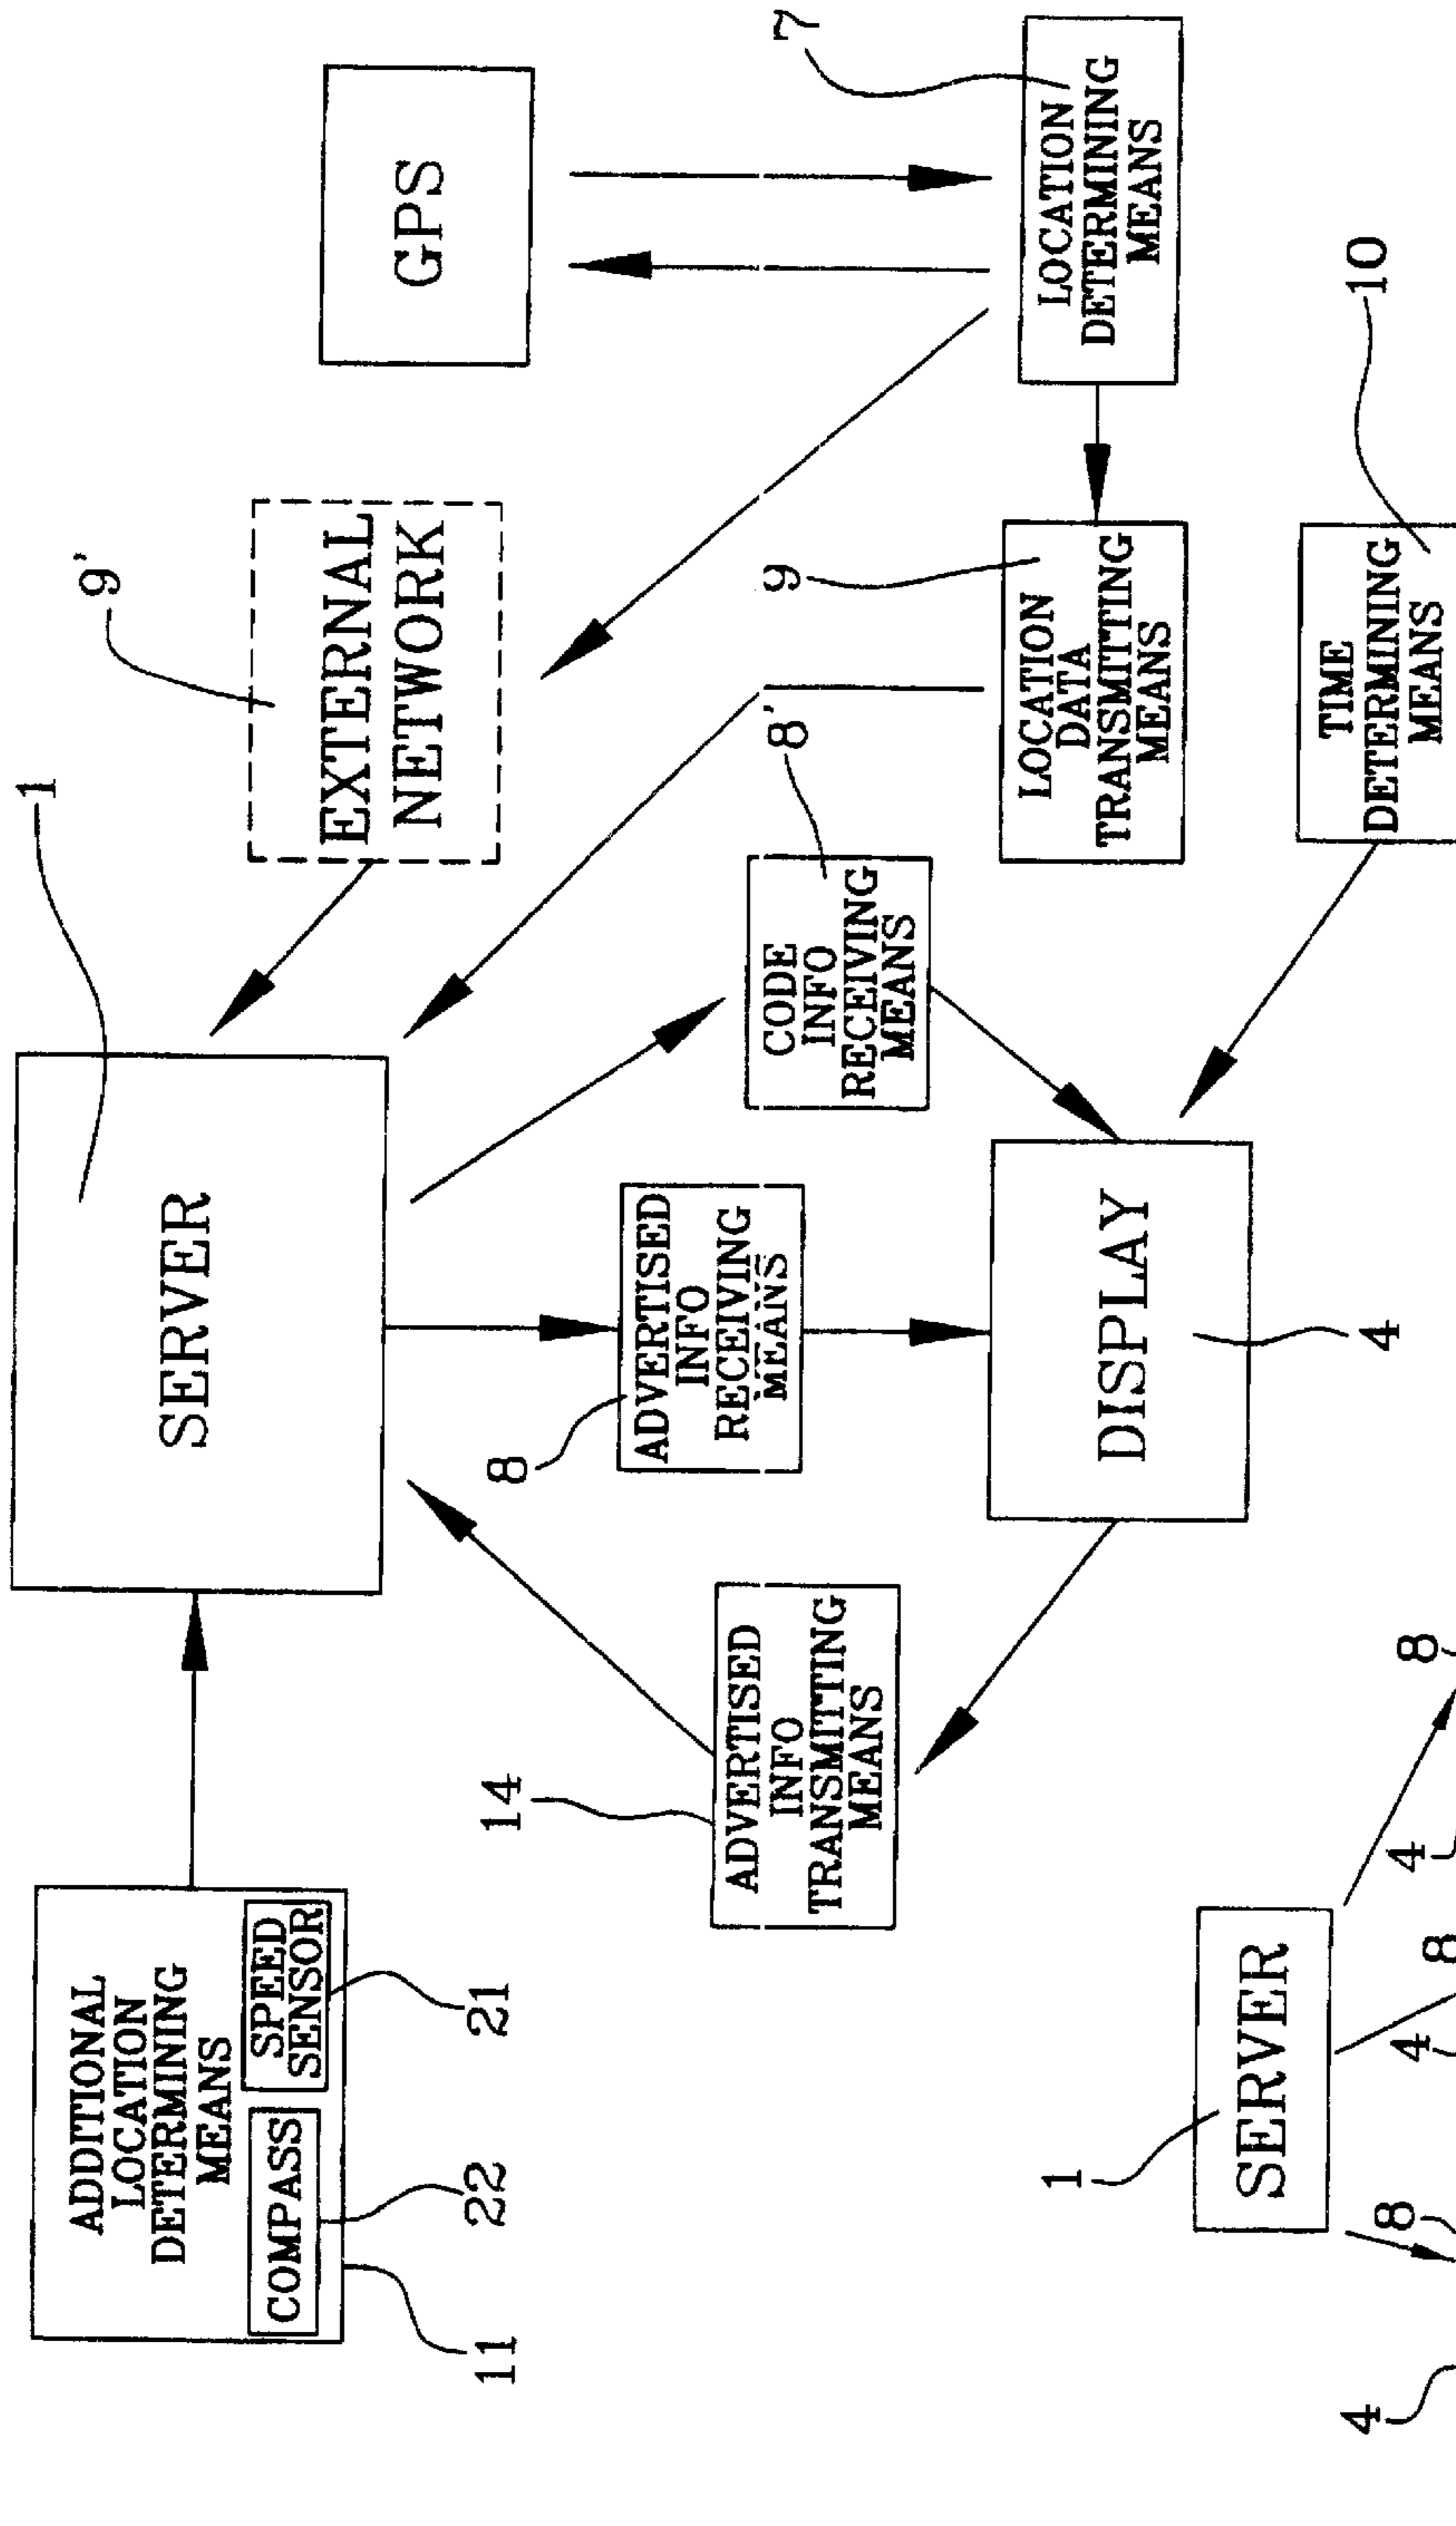 ADDITIONAL
LOCATION
DETERMINING
MEANS
COMPASS
SPEED
SENSOR
11
22
21
SERVER
1
EXTERNAL
NETWORK
9'
GPS
14
ADVERTISED
INFO
TRANSMITTING
MEANS
8
ADVERTISED
INFO
RECEIVING
MEANS
8'
CODE
INFO
RECEIVING
MEANS
9
LOCATION
DATA
TRANSMITTING
MEANS
7
LOCATION
DETERMINING
MEANS
DISPLAY
4
10
TIME
DETERMINING
MEANS
1
SERVER
4
8
4
8
4
8